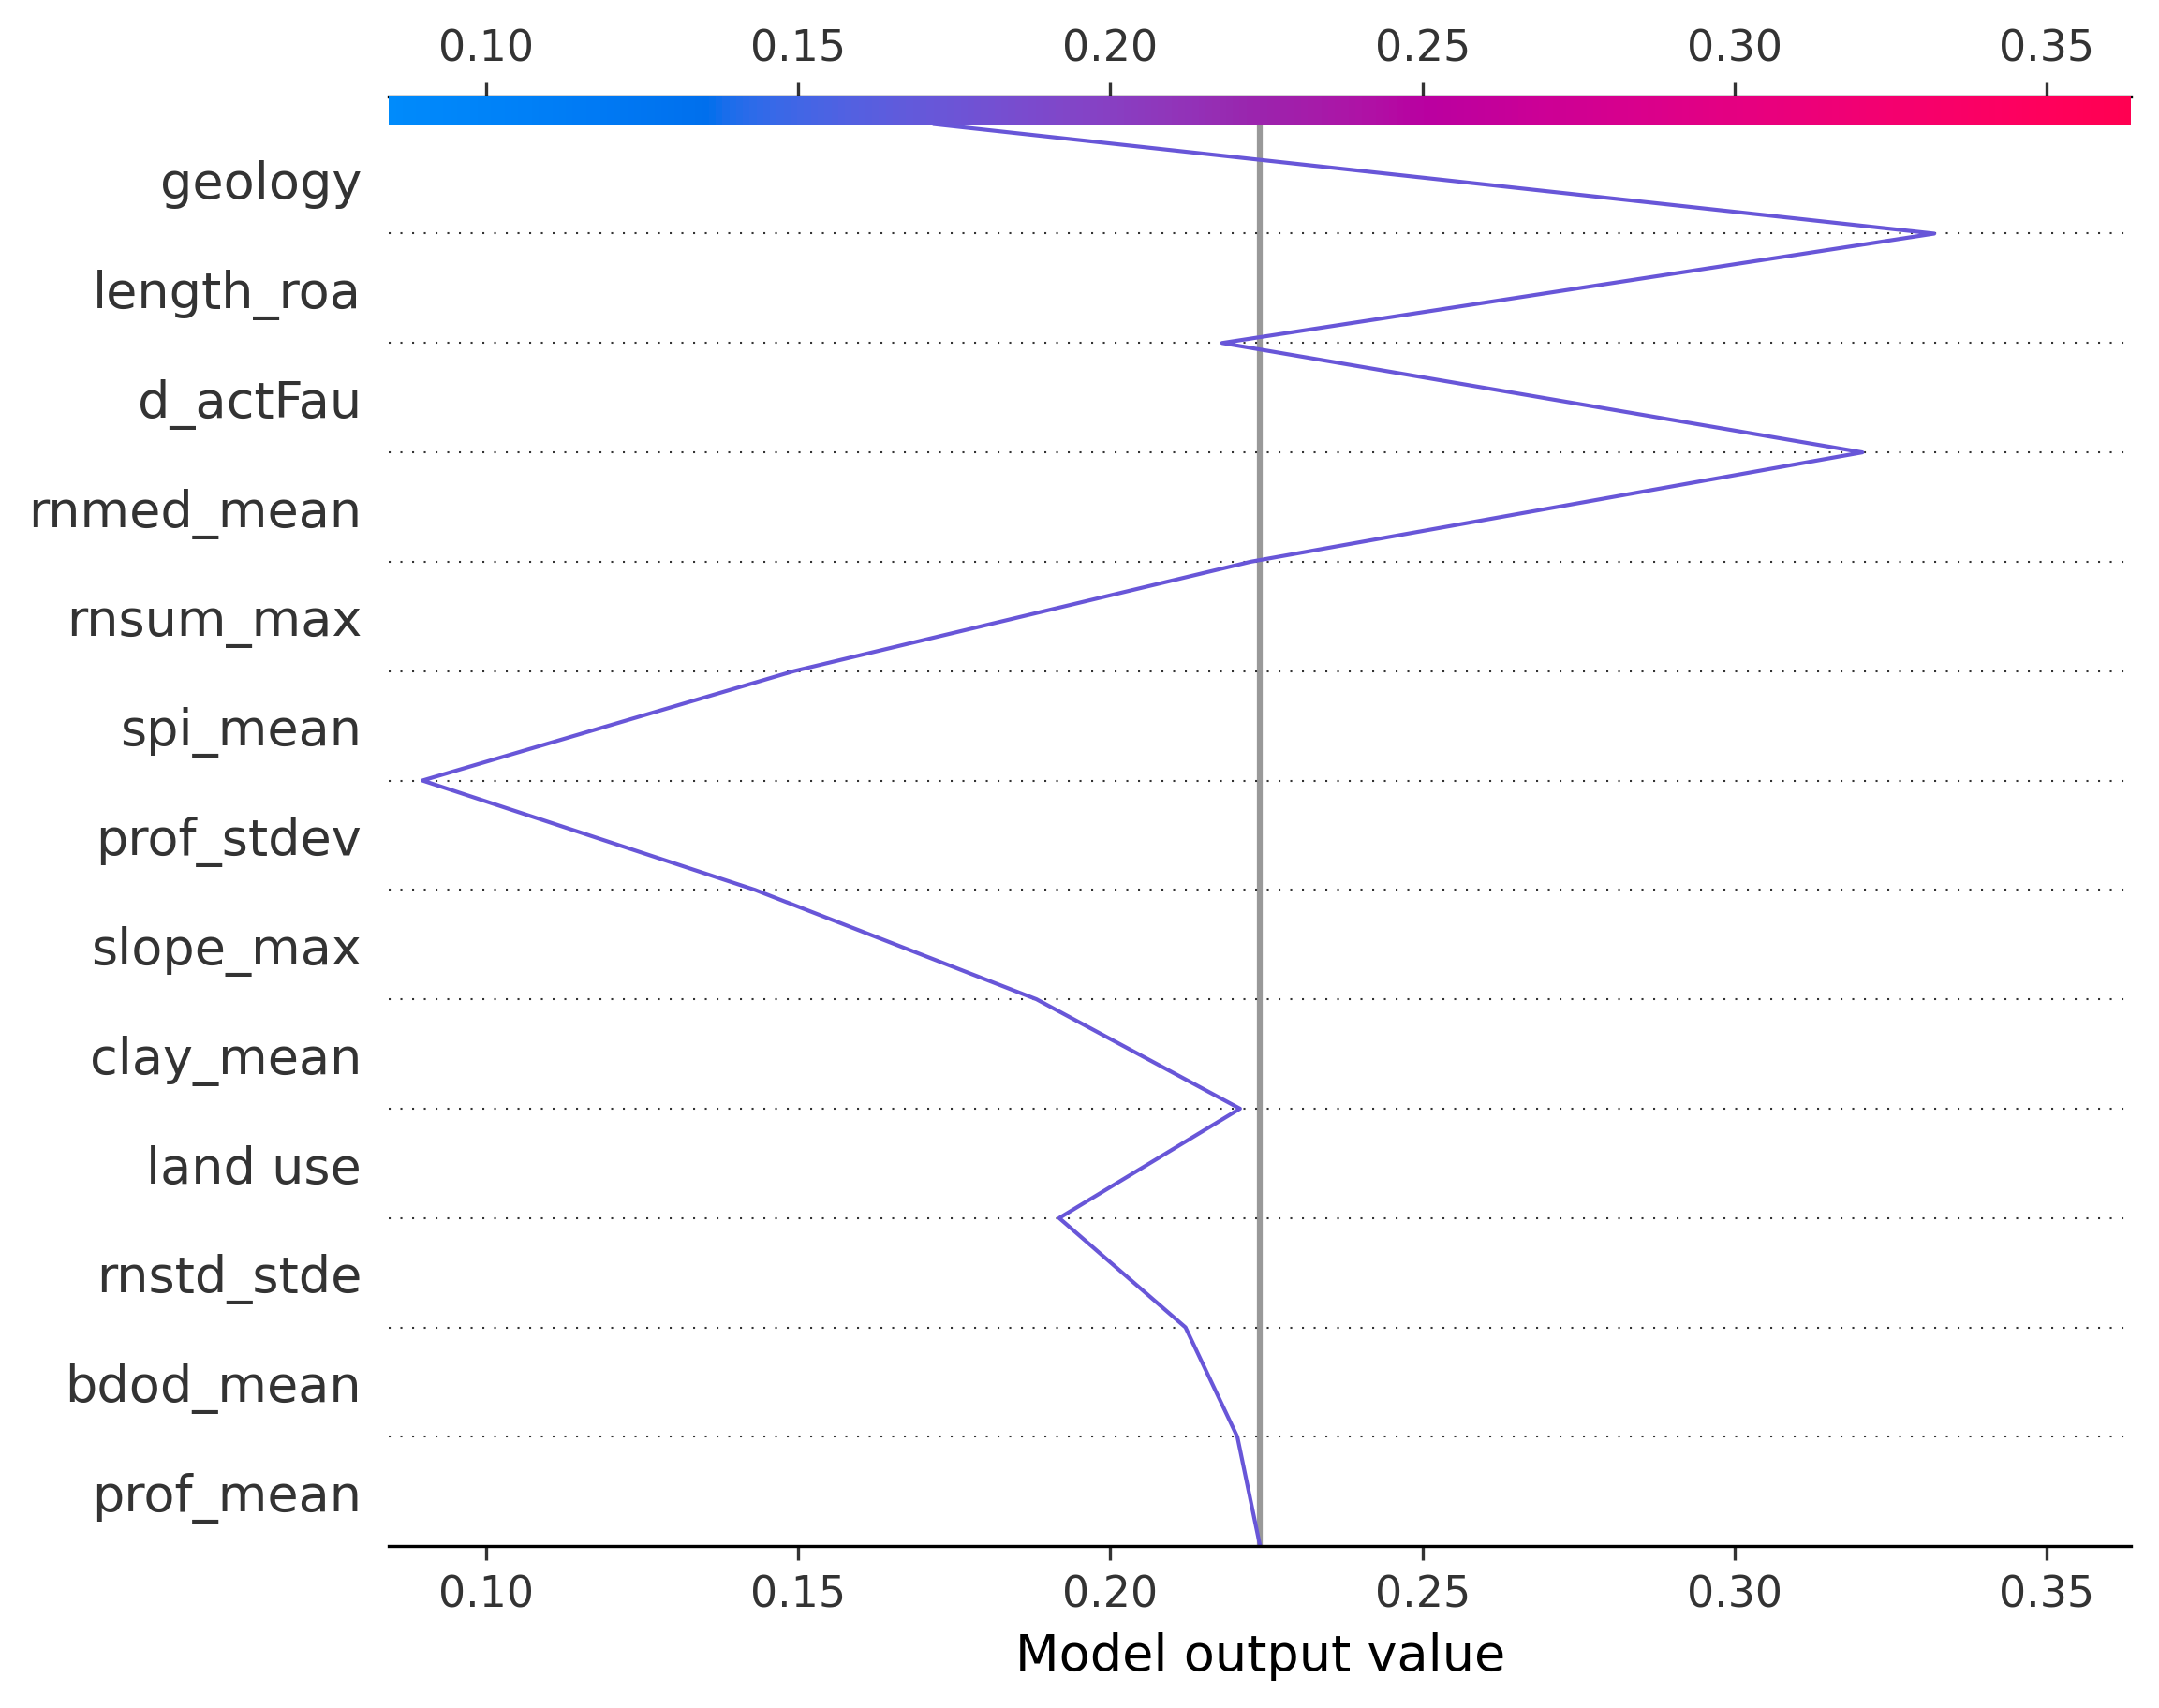 0.10 0.15 0.20 0.25 0.30 0.35
geology
length_roa
d_actFau
rnmed_mean
rnsum_max
spi_mean
prof_stdev
slope_max
clay_mean
land use
rnstd_stde
bdod_mean
prof_mean
0.10 0.15 0.20 0.25 0.30 0.35
Model output value